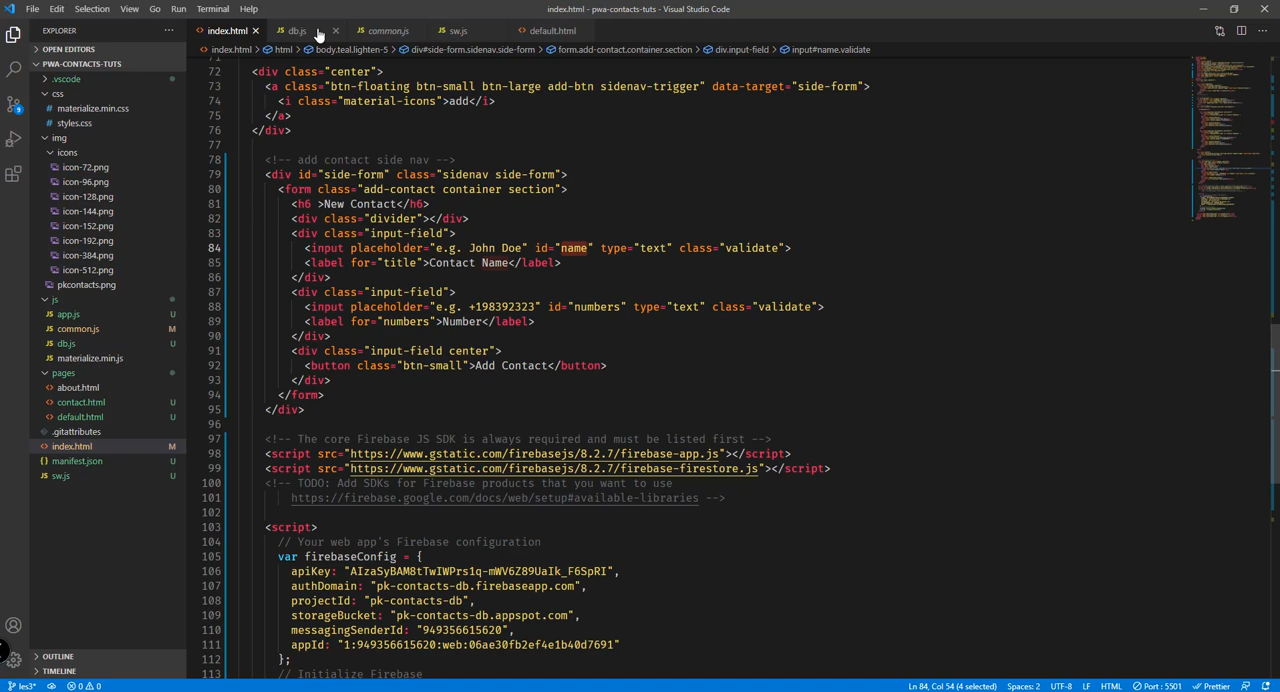 File Edit Selection View Go Run Terminal Help
index.html - pwa-contacts-tuts - Visual Studio Code
EXPLORER
OPEN EDITORS
PWA-CONTACTS-TUTS
.vscode
css
materialize.min.css
styles.css
img
icons
icon-72.png
icon-96.png
icon-128.png
icon-144.png
icon-152.png
icon-192.png
icon-384.png
icon-512.png
pkcontacts.png
js
app.js U
common.js M
db.js U
materialize.min.js
pages
about.html
contact.html U
default.html U
.gitattributes
index.html M
manifest.json U
sw.js U
OUTLINE
TIMELINE
9
index.html db.js common.js sw.js default.html
index.html > html > body.teal.lighten-5 > div#side-form.sidenav.side-form > form.add-contact.container.section > div.input-field > input#name.validate
71
72 <div class="center">
73 <a class="btn-floating btn-small btn-large add-btn sidenav-trigger" data-target="side-form">
74 <i class="material-icons">add</i>
75 </a>
76 </div>
77
78 <!-- add contact side nav -->
79 <div id="side-form" class="sidenav side-form">
80 <form class="add-contact container section">
81 <h6 >New Contact</h6>
82 <div class="divider"></div>
83 <div class="input-field">
84 <input placeholder="e.g. John Doe" id="name" type="text" class="validate">
85 <label for="title">Contact Name</label>
86 </div>
87 <div class="input-field">
88 <input placeholder="e.g. +198392323" id="numbers" type="text" class="validate">
89 <label for="numbers">Number</label>
90 </div>
91 <div class="input-field center">
92 <button class="btn-small">Add Contact</button>
93 </div>
94 </form>
95 </div>
96
97 <!-- The core Firebase JS SDK is always required and must be listed first -->
98 <script src="https://www.gstatic.com/firebasejs/8.2.7/firebase-app.js"></script>
99 <script src="https://www.gstatic.com/firebasejs/8.2.7/firebase-firestore.js"></script>
100 <!-- TODO: Add SDKs for Firebase products that you want to use
101 https://firebase.google.com/docs/web/setup#available-libraries -->
102
103 <script>
104 // Your web app's Firebase configuration
105 var firebaseConfig = {
106 apiKey: "AIzaSyBAM8tTwIWPrs1q-mWV6Z89UaIk_F6SpRI",
107 authDomain: "pk-contacts-db.firebaseapp.com",
108 projectId: "pk-contacts-db",
109 storageBucket: "pk-contacts-db.appspot.com",
110 messagingSenderId: "949356615620",
111 appId: "1:949356615620:web:06ae30fb2ef4e1b40d7691"
112 };
113 // Initialize Firebase
les3* 0 0 Ln 84, Col 54 (4 selected) Spaces: 2 UTF-8 LF HTML Port : 5501 Prettier